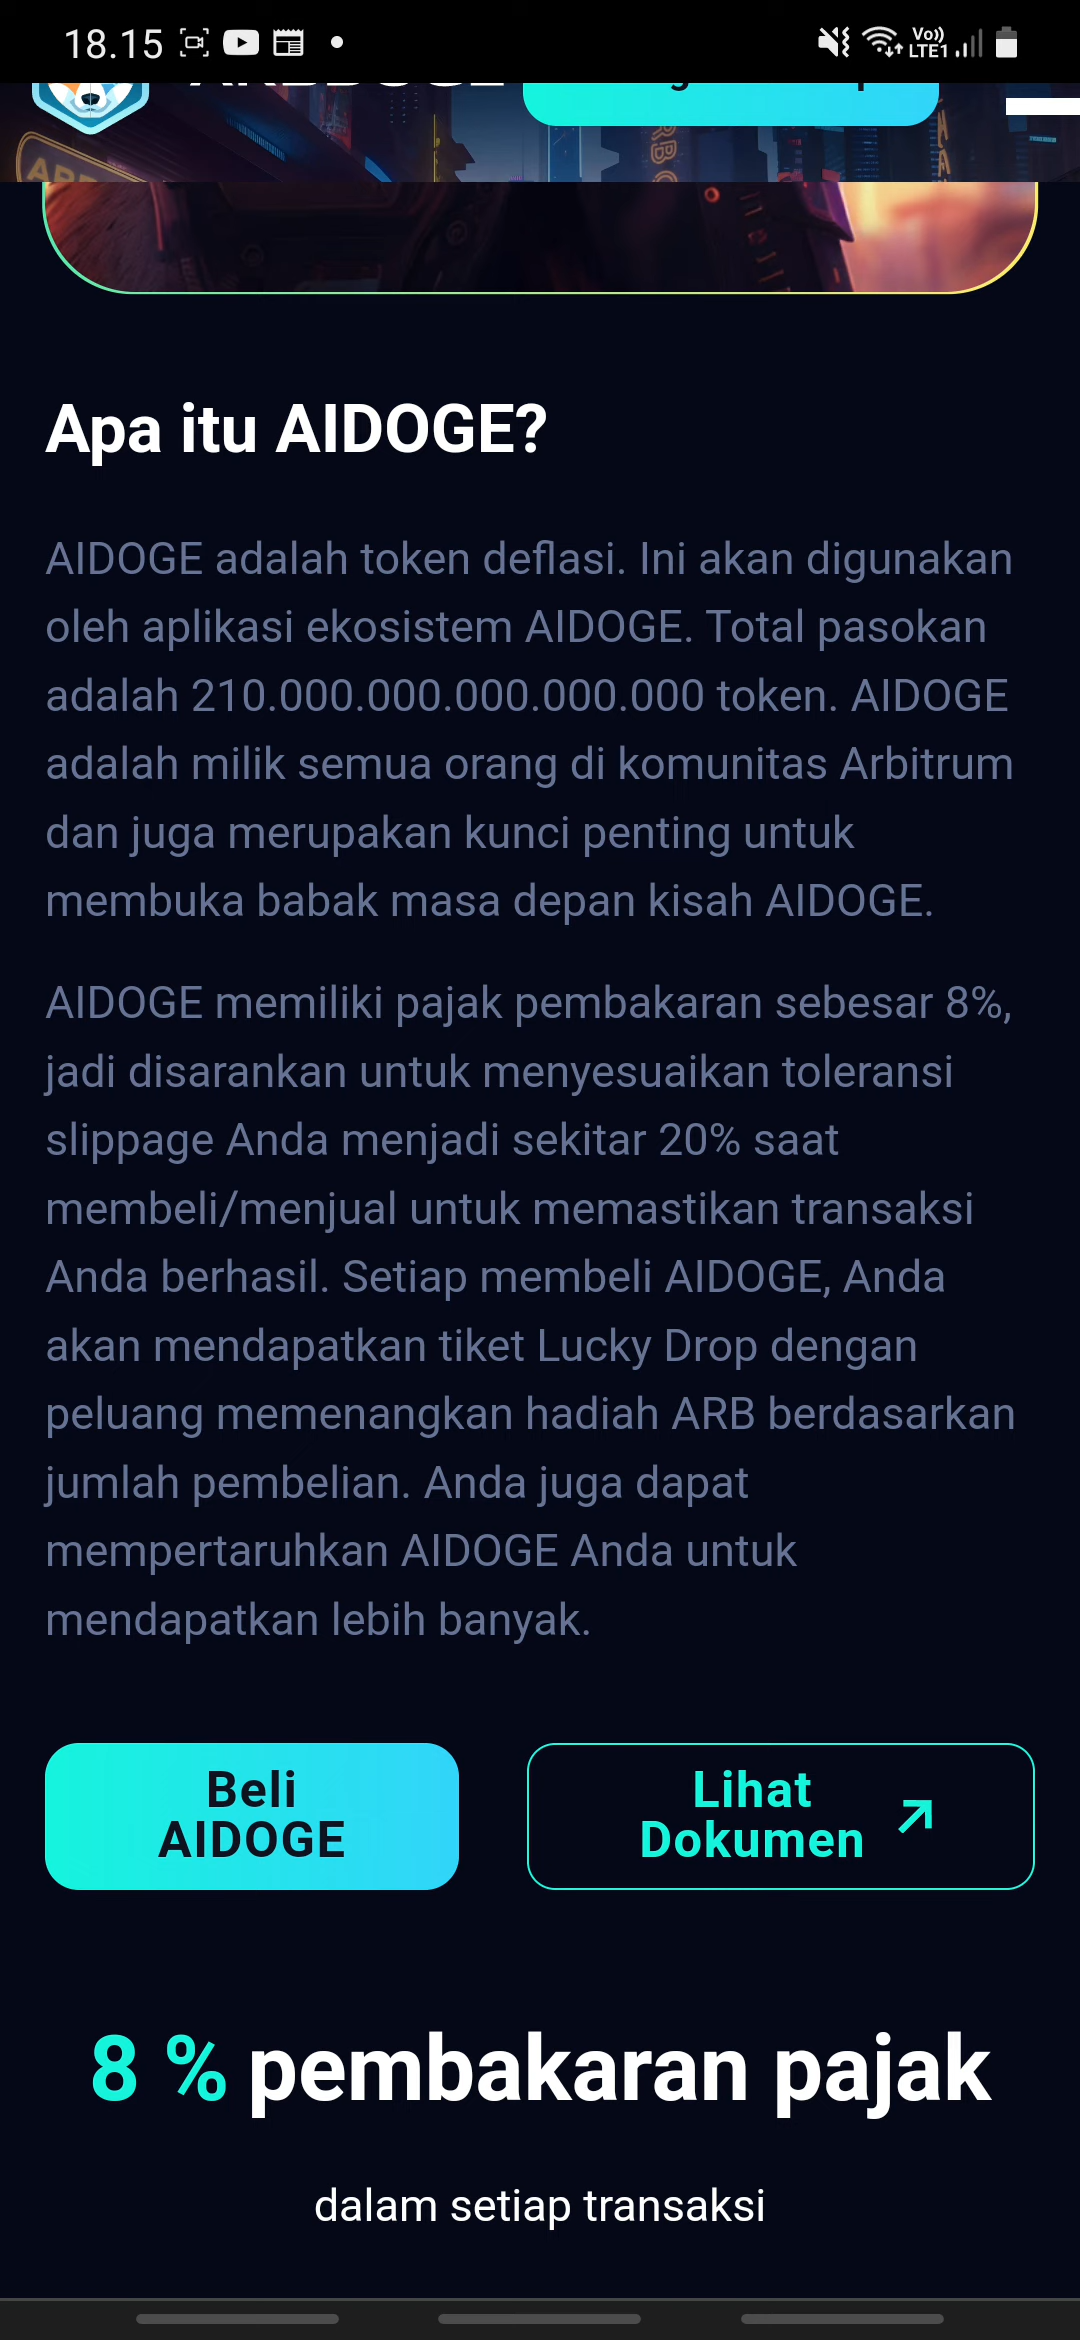 18.15
Vo))
LTE1
Apa itu AIDOGE?
AIDOGE adalah token deflasi. Ini akan digunakan
oleh aplikasi ekosistem AIDOGE. Total pasokan
adalah 210.000.000.000.000.000 token. AIDOGE
adalah milik semua orang di komunitas Arbitrum
dan juga merupakan kunci penting untuk
membuka babak masa depan kisah AIDOGE.
AIDOGE memiliki pajak pembakaran sebesar 8%,
jadi disarankan untuk menyesuaikan toleransi
slippage Anda menjadi sekitar 20% saat
membeli/menjual untuk memastikan transaksi
Anda berhasil. Setiap membeli AIDOGE, Anda
akan mendapatkan tiket Lucky Drop dengan
peluang memenangkan hadiah ARB berdasarkan
jumlah pembelian. Anda juga dapat
mempertaruhkan AIDOGE Anda untuk
mendapatkan lebih banyak.
Beli
AIDOGE
Lihat
Dokumen
8 % pembakaran pajak
dalam setiap transaksi